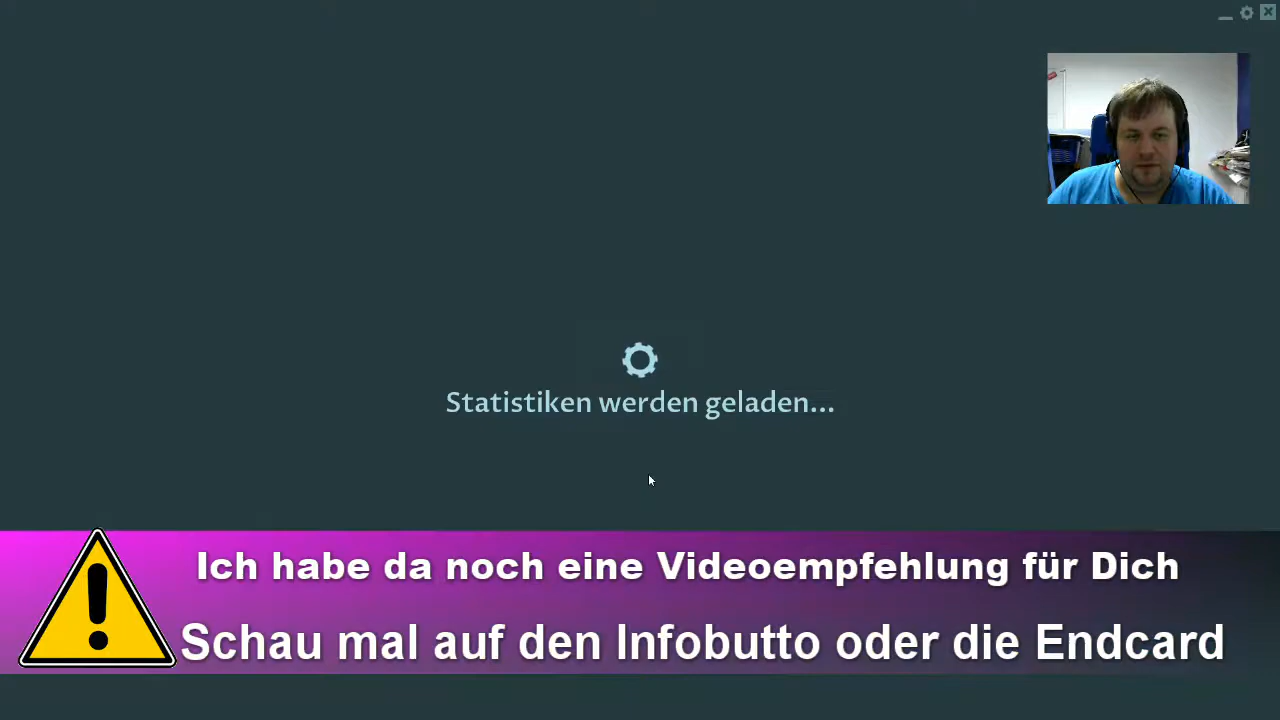 Statistiken werden geladen...
Ich habe da noch eine Videoempfehlung für Dich
Schau mal auf den Infobutto oder die Endcard